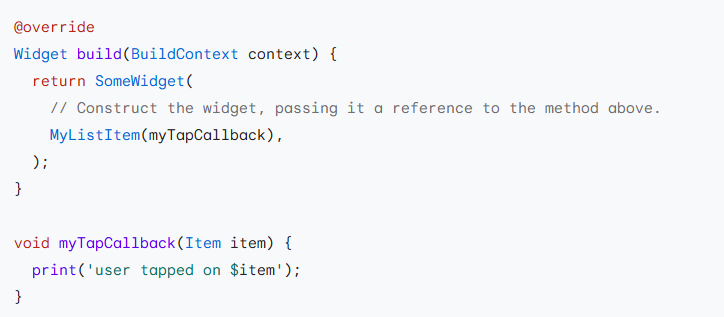 @override
Widget build(BuildContext context) {
  return SomeWidget(
    // Construct the widget, passing it a reference to the method above.
    MyListItem(myTapCallback),
  );
}

void myTapCallback(Item item) {
  print('user tapped on $item');
}